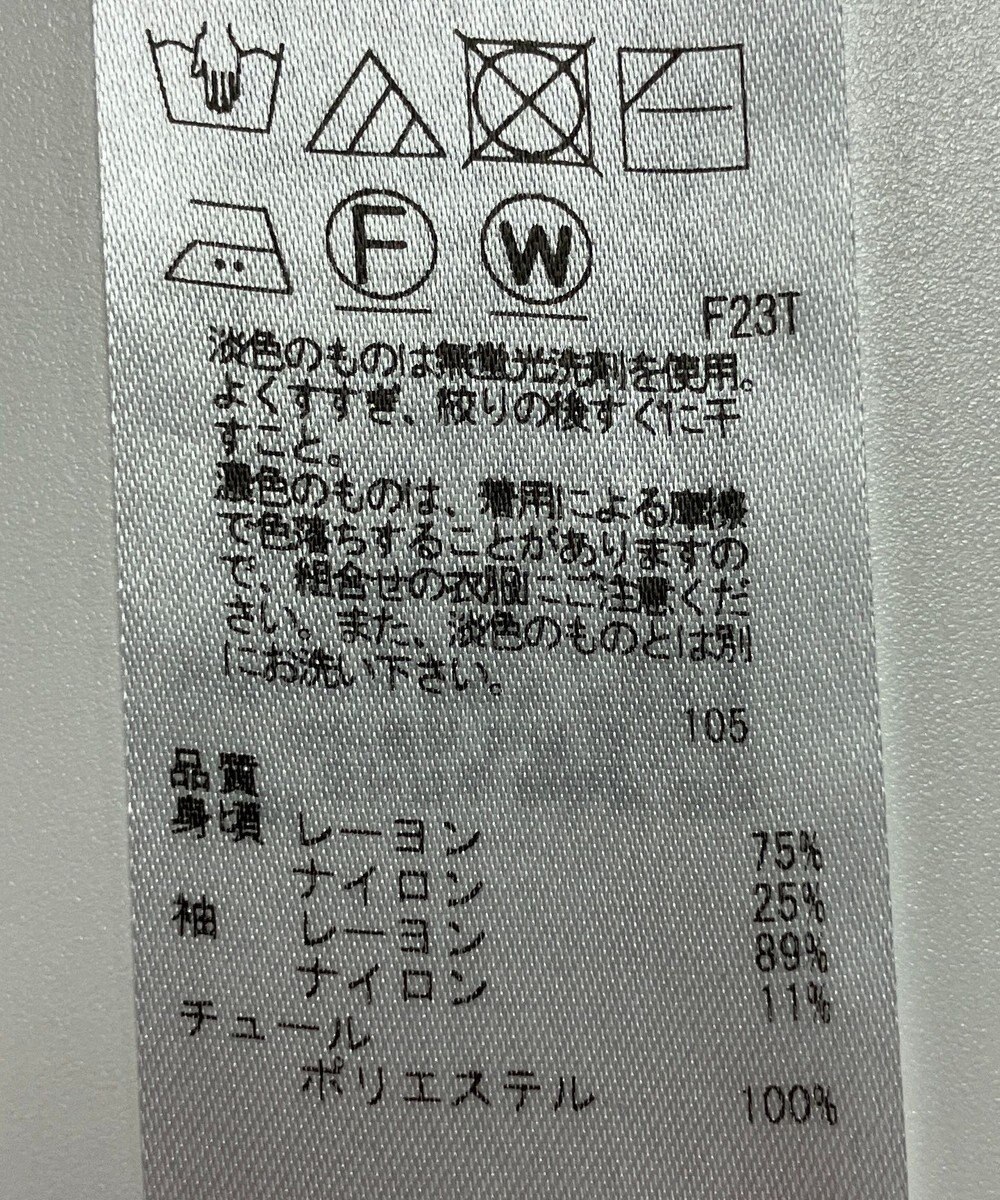 F W
F23T
淡色のものは無蛍光洗剤を使用。
よくすすぎ、絞りの後すぐに干
すこと。
濃色のものは、着用による摩擦
で色落ちすることがありますの
で、組合せの衣服にご注意くだ
さい。また、淡色のものとは別
にお洗い下さい。
105
品質
身頃
レーヨン 75%
ナイロン 25%
袖
レーヨン 89%
ナイロン 11%
チュール
ポリエステル 100%